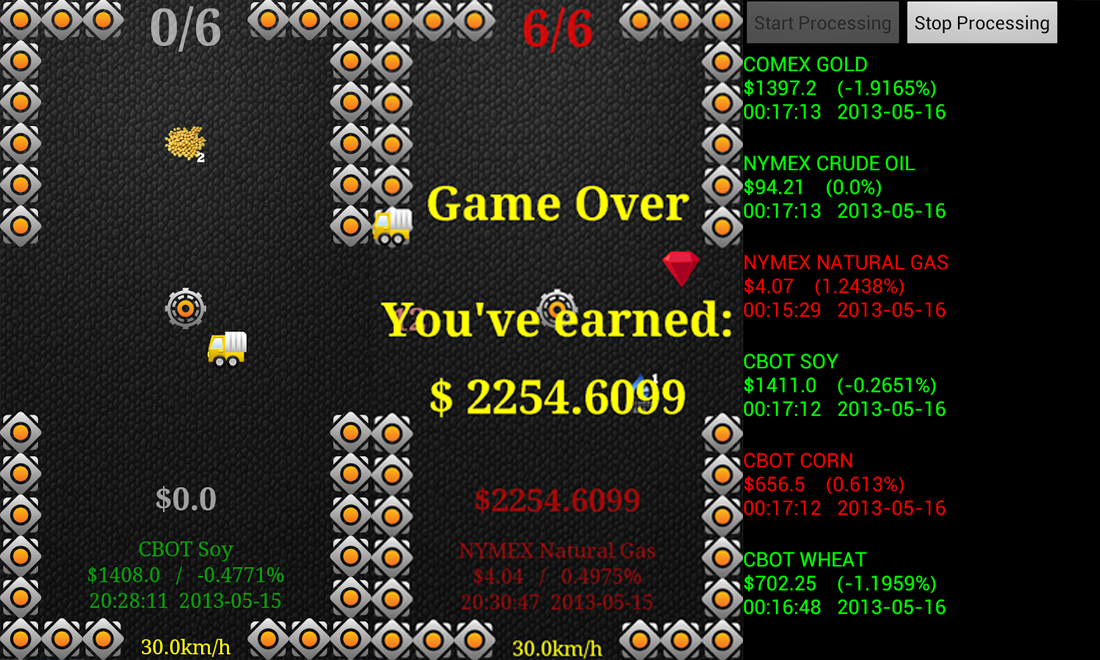 0/6
2
$0.0
CBOT Soy
$1408.0 / -0.4771%
20:28:11 2013-05-15
30.0km/h
6/6
Game Over
You've earned:
$ 2254.6099
1
$2254.6099
NYMEX Natural Gas
$4.04 / 0.4975%
20:30:47 2013-05-15
30.0km/h
Start Processing
Stop Processing
COMEX GOLD
$1397.2 (-1.9165%)
00:17:13 2013-05-16
NYMEX CRUDE OIL
$94.21 (0.0%)
00:17:13 2013-05-16
NYMEX NATURAL GAS
$4.07 (1.2438%)
00:15:29 2013-05-16
CBOT SOY
$1411.0 (-0.2651%)
00:17:12 2013-05-16
CBOT CORN
$656.5 (0.613%)
00:17:12 2013-05-16
CBOT WHEAT
$702.25 (-1.1959%)
00:16:48 2013-05-16